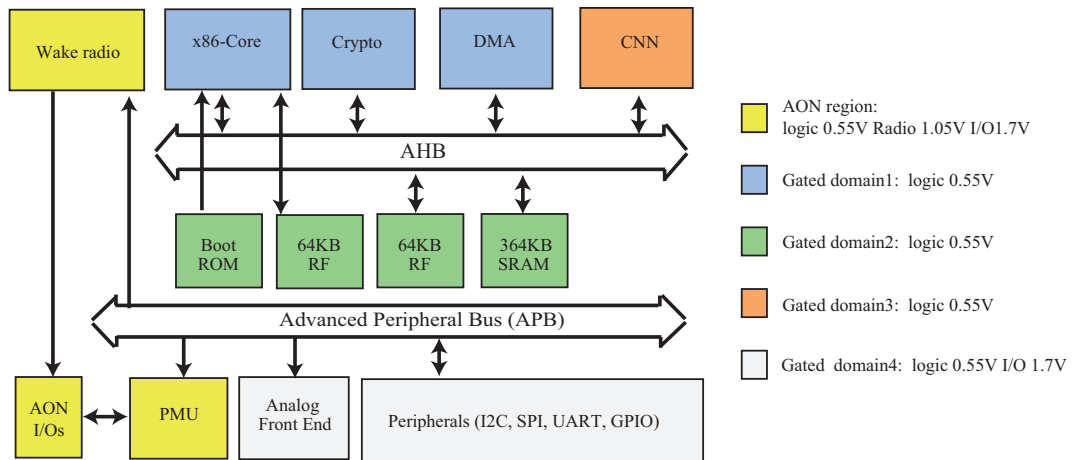 Wake radio
x86-Core
Crypto
DMA
CNN
AHB
Boot
ROM
64KB
RF
64KB
RF
364KB
SRAM
Advanced Peripheral Bus (APB)
AON
I/Os
PMU
Analog
Front End
Peripherals (I2C, SPI, UART, GPIO)
AON region:
logic 0.55V Radio 1.05V I/O1.7V
Gated domain1: logic 0.55V
Gated domain2: logic 0.55V
Gated domain3: logic 0.55V
Gated domain4: logic 0.55V I/O 1.7V